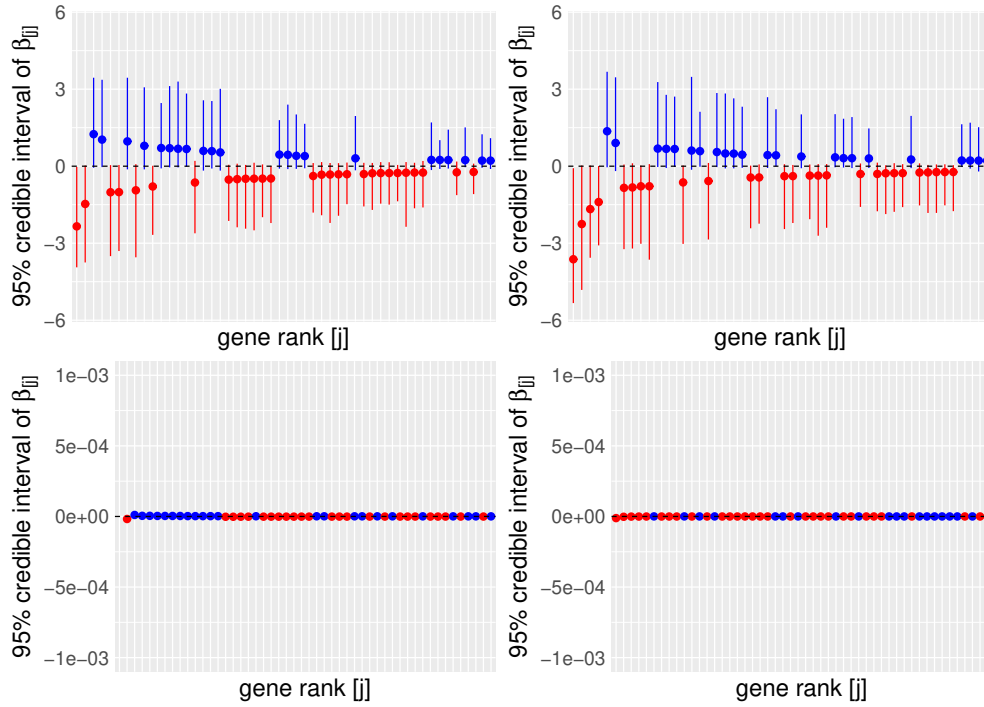 95% credible interval of β[j]
6
3
0
−3
−6
gene rank [j]
95% credible interval of β[j]
6
3
0
−3
−6
gene rank [j]
95% credible interval of β[j]
1e−03
5e−04
0e+00
−5e−04
−1e−03
gene rank [j]
95% credible interval of β[j]
1e−03
5e−04
0e+00
−5e−04
−1e−03
gene rank [j]